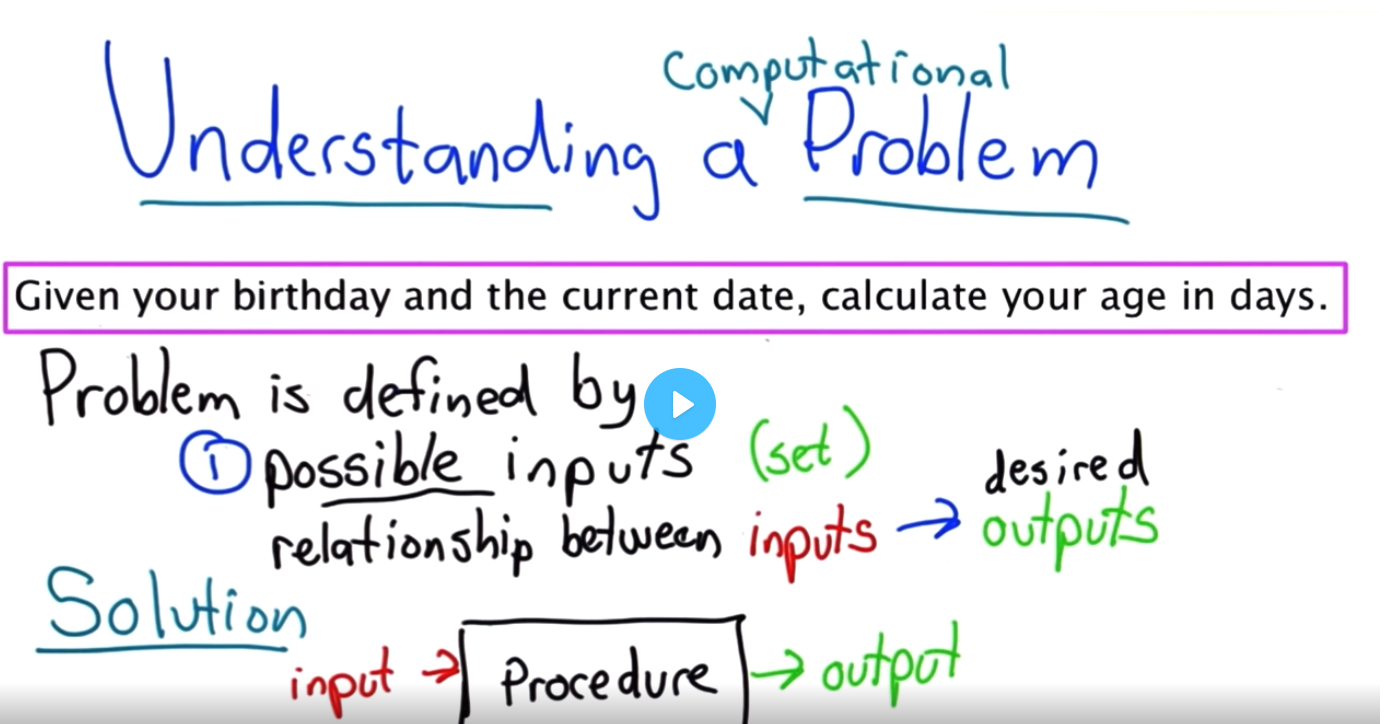 Computational
Understanding a Problem
Given your birthday and the current date, calculate your age in days.
Problem is defined by
① possible inputs (set)
desired
relationship between inputs → outputs
Solution
input → Procedure → output